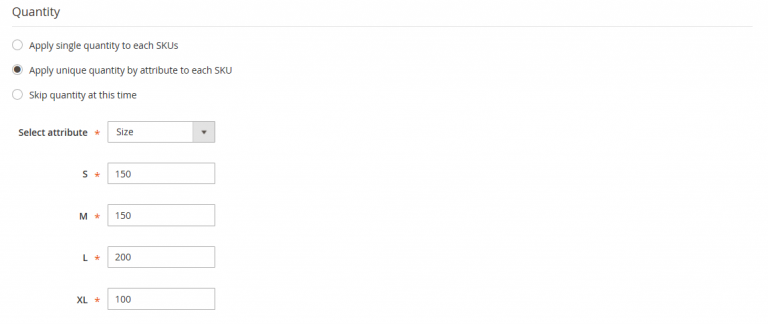 Quantity
Apply single quantity to each SKUs
Apply unique quantity by attribute to each SKU
Skip quantity at this time
Select attribute * Size
S * 150
M * 150
L * 200
XL * 100